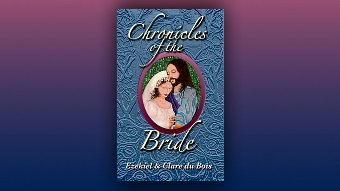 Chronicles
of the
Bride
Ezekiel & Clare du Bois